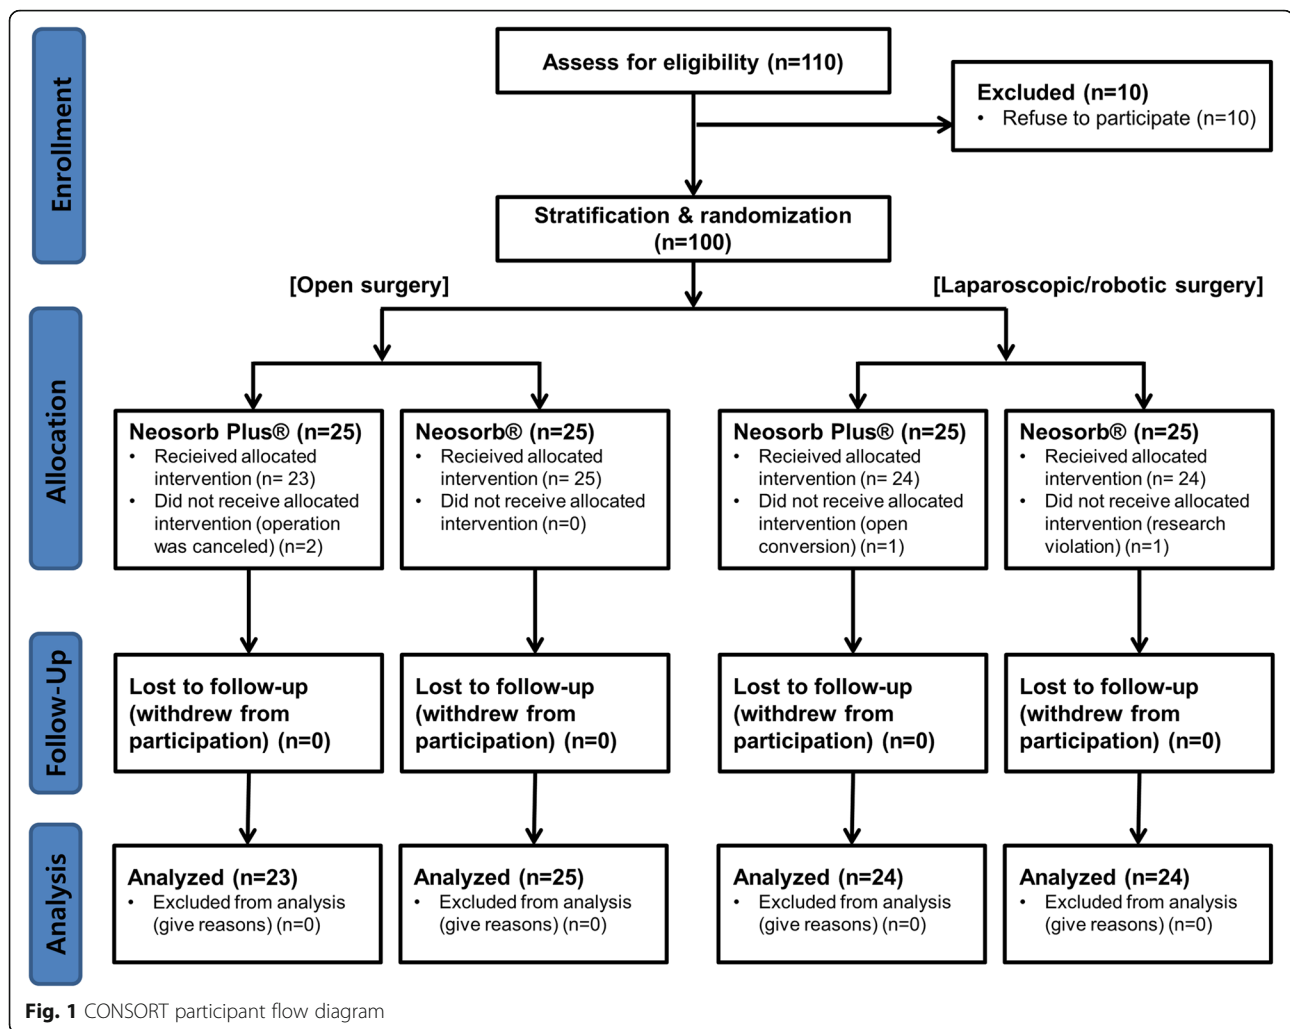 Enrollment
Assess for eligibility (n=110)
Excluded (n=10)
• Refuse to participate (n=10)
Stratification & randomization
(n=100)
[Open surgery]
[Laparoscopic/robotic surgery]
Allocation
Neosorb Plus® (n=25)
• Recieived allocated
intervention (n= 23)
• Did not receive allocated
intervention (operation
was canceled) (n=2)
Neosorb® (n=25)
• Recieived allocated
intervention (n= 25)
• Did not receive allocated
intervention (n=0)
Neosorb Plus® (n=25)
• Recieived allocated
intervention (n= 24)
• Did not receive allocated
intervention (open
conversion) (n=1)
Neosorb® (n=25)
• Recieived allocated
intervention (n= 24)
• Did not receive allocated
intervention (research
violation) (n=1)
Follow-Up
Lost to follow-up
(withdrew from
participation) (n=0)
Lost to follow-up
(withdrew from
participation) (n=0)
Lost to follow-up
(withdrew from
participation) (n=0)
Lost to follow-up
(withdrew from
participation) (n=0)
Analysis
Analyzed (n=23)
• Excluded from analysis
(give reasons) (n=0)
Analyzed (n=25)
• Excluded from analysis
(give reasons) (n=0)
Analyzed (n=24)
• Excluded from analysis
(give reasons) (n=0)
Analyzed (n=24)
• Excluded from analysis
(give reasons) (n=0)
Fig. 1 CONSORT participant flow diagram